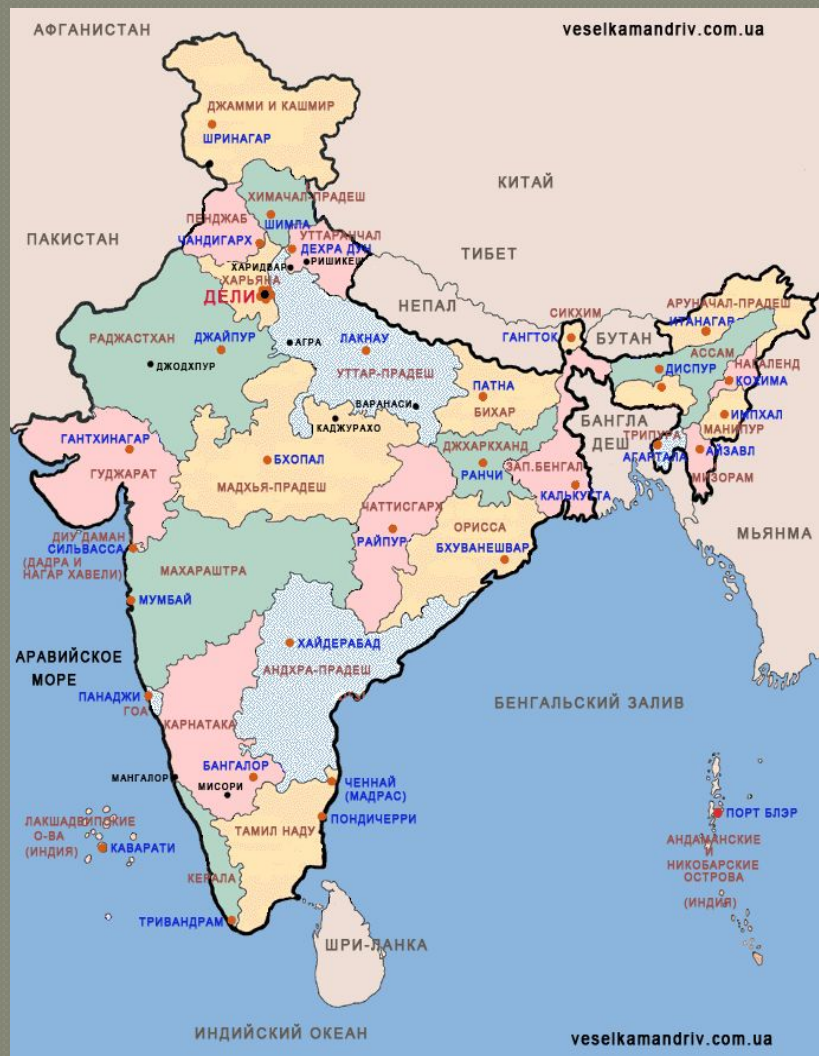 АФГАНИСТАН
veselkamandriv.com.ua
ДЖАММИ И КАШМИР
ШРИНАГАР
КИТАЙ
ХИМАЧАЛ-ПРАДЕШ
ПЕНДЖАБ
ШИМЛА
УТТАРАНЧАЛ
ПАКИСТАН
ЧАНДИГАРХ
ДЕХРА ДУН
ТИБЕТ
ХАРИДВАР
РИШИКЕШ
ХАРЬЯНА
ДЕЛИ
НЕПАЛ
СИКХИМ
АРУНАЧАЛ-ПРАДЕШ
ИТАНАГАР
РАДЖАСТХАН
ДЖАЙПУР
АГРА
ЛАКНАУ
ГАНГТОК
БУТАН
АССАМ
ДЖОДХПУР
УТТАР-ПРАДЕШ
ДИСПУР
НАГАЛЕНД
КОХИМА
ПАТНА
ВАРАНАСИ
БИХАР
КАДЖУРАХО
БАНГЛА
ДЕШ
ИМПХАЛ
МАНИПУР
ГАНТХИНАГАР
БХОПАЛ
ДЖХАРКХАНД
ТРИПУРА
АГАРТАЛА
АЙЗАВЛ
ГУДЖАРАТ
МАДХЬЯ-ПРАДЕШ
РАНЧИ
ЗАП.БЕНГАЛ
МИЗОРАМ
КАЛЬКУТТА
ЧАТТИСГАРХ
РАЙПУР
ОРИССА
БХУВАНЕШВАР
МЬЯНМА
ДИУ ДАМАН
СИЛЬВАССА
(ДАДРА И
НАГАР ХАВЕЛИ)
МАХАРАШТРА
МУМБАЙ
ХАЙДЕРАБАД
АРАВИЙСКОЕ
МОРЕ
АНДХРА-ПРАДЕШ
ПАНАДЖИ
ГОА
БЕНГАЛЬСКИЙ ЗАЛИВ
КАРНАТАКА
БАНГАЛОР
МАНГАЛОР
МИСОРИ
ЧЕННАЙ
(МАДРАС)
ПОРТ БЛЭР
ПОНДИЧЕРРИ
ЛАКШАДВИПСКИЕ
О-ВА
(ИНДИЯ)
КАВАРАТИ
ТАМИЛ НАДУ
АНДАМАНСКИЕ
И
НИКОБАРСКИЕ
ОСТРОВА
(ИНДИЯ)
КЕРАЛА
ТРИВАНДРАМ
ШРИ-ЛАНКА
ИНДИЙСКИЙ ОКЕАН
veselkamandriv.com.ua